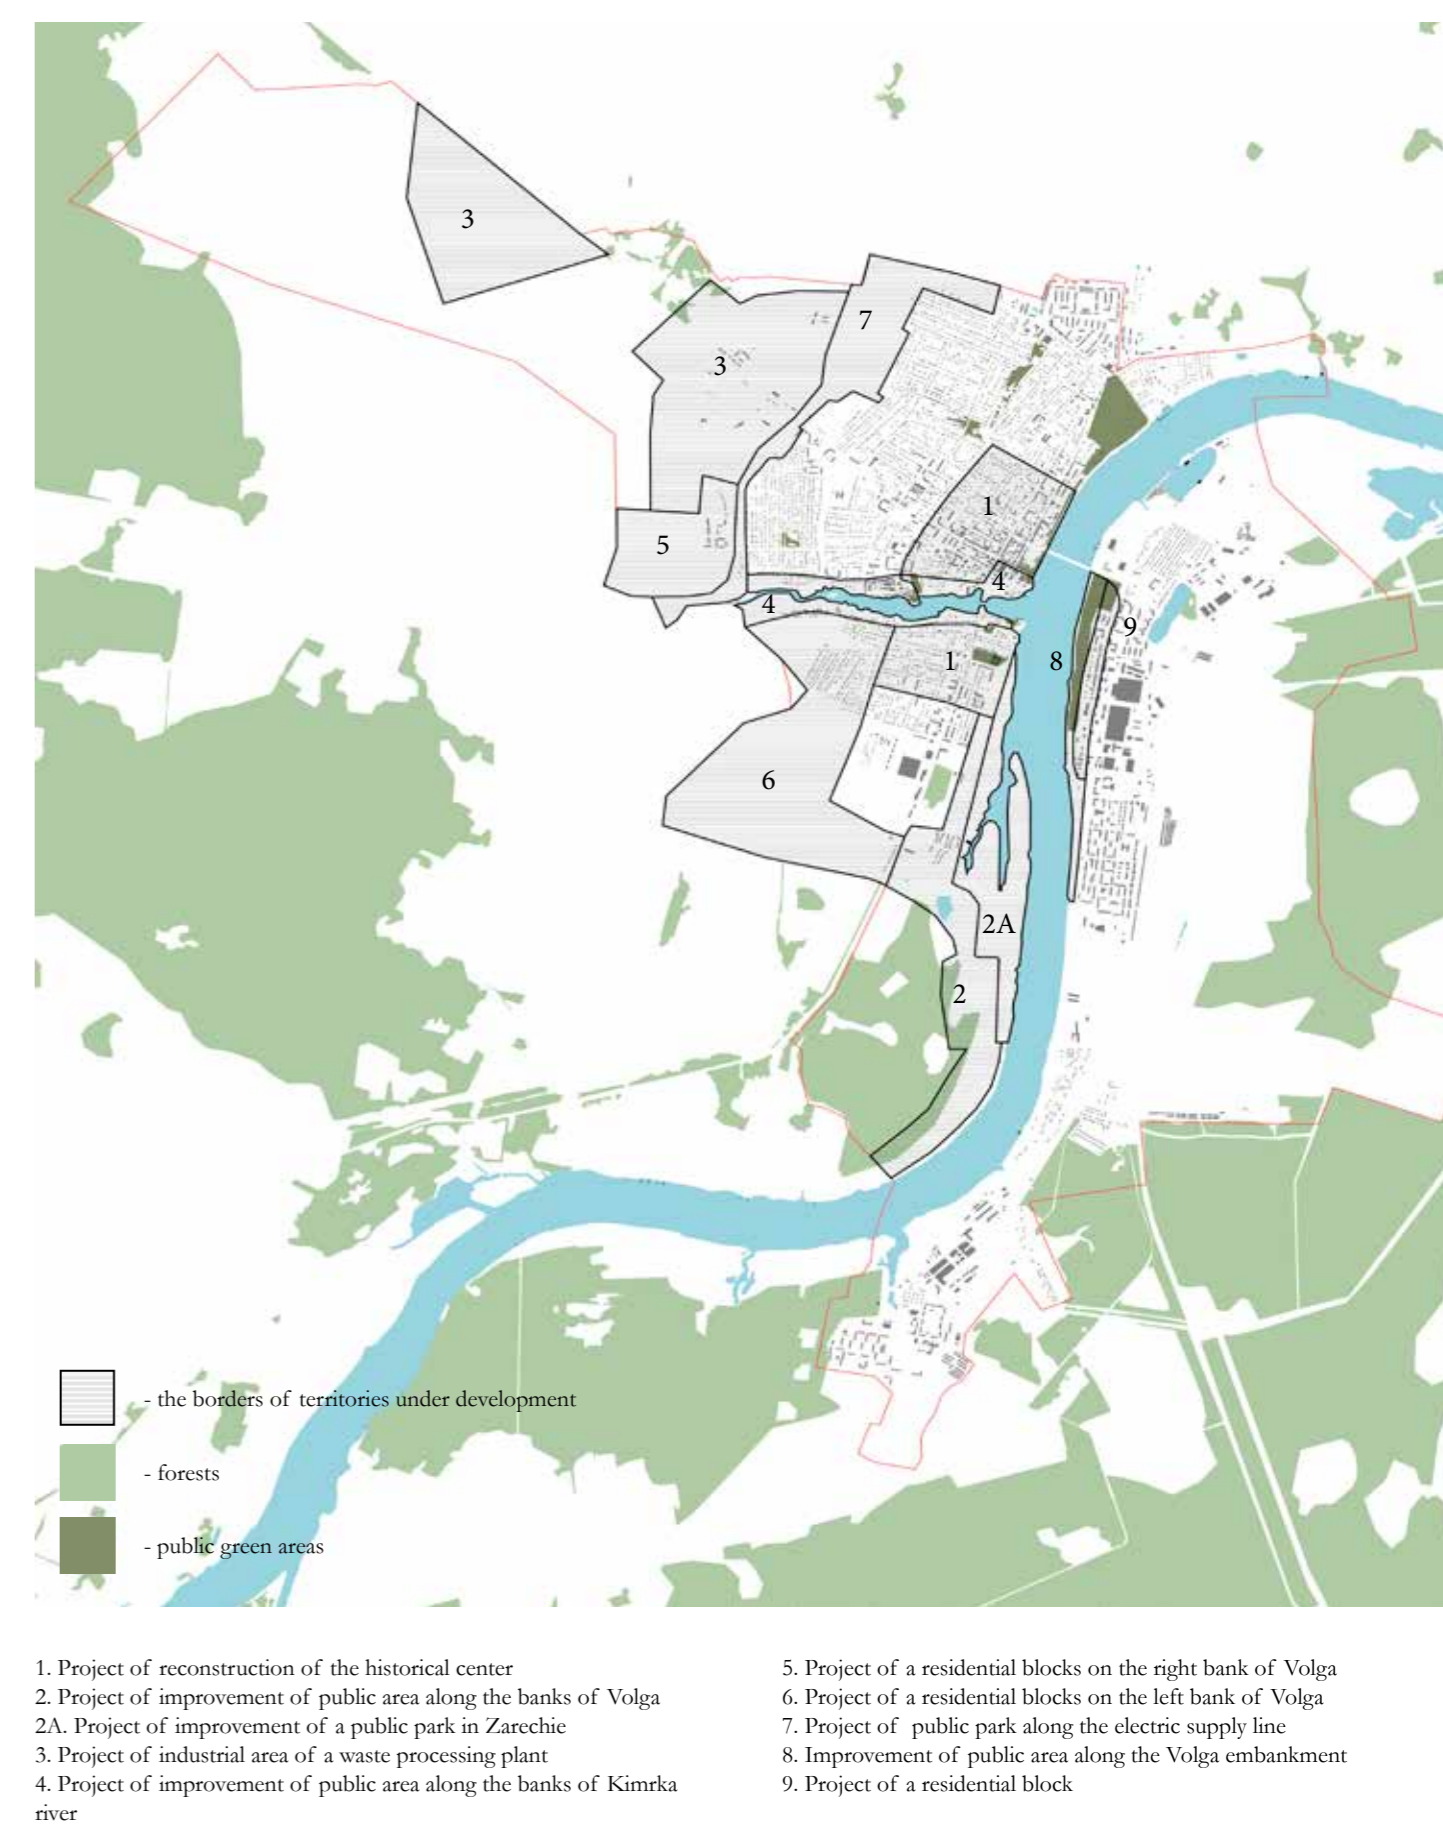 3
7
3
1
5
4
4
9
1
8
6
2A
2
- the borders of territories under development
- forests
- public green areas
1. Project of reconstruction of the historical center
2. Project of improvement of public area along the banks of Volga
2A. Project of improvement of a public park in Zarechie
3. Project of industrial area of a waste processing plant
4. Project of improvement of public area along the banks of Kimrka
river
5. Project of a residential blocks on the right bank of Volga
6. Project of a residential blocks on the left bank of Volga
7. Project of public park along the electric supply line
8. Improvement of public area along the Volga embankment
9. Project of a residential block